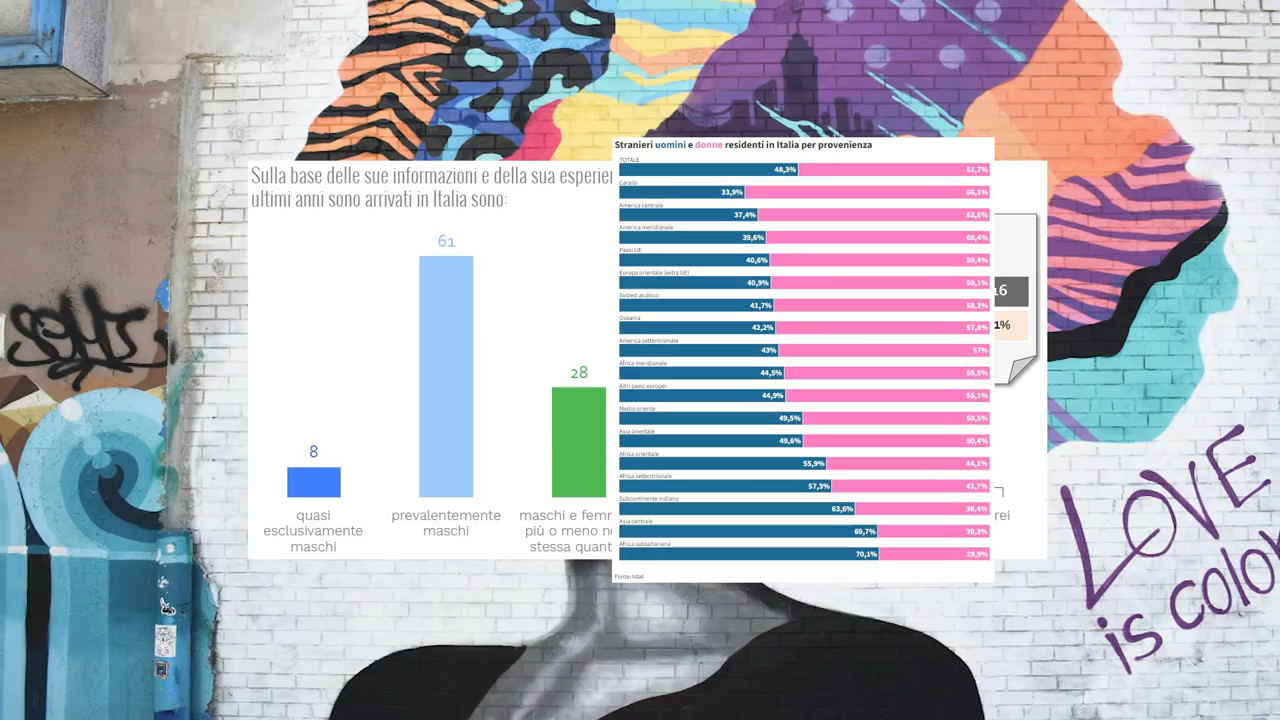 Sulla base delle sue informazioni e della sua esperien
ultimi anni sono arrivati in Italia sono:
8
61
28
quasi
esclusivamente
maschi
prevalentemente
maschi
maschi e femm
più o meno ne
stessa quant
Stranieri uomini e donne residenti in Italia per provenienza
TOTALE
48,3% 51,7%
Caraibi
33,9% 66,1%
America centrale
37,4% 62,6%
America meridionale
39,6% 60,4%
Paesi UE
40,6% 59,4%
Europa orientale (extra UE)
40,9% 59,1%
Sudest asiatico
41,7% 58,3%
Oceania
42,2% 57,8%
America settentrionale
43% 57%
Africa meridionale
44,5% 55,5%
Altri paesi europei
44,9% 55,1%
Medio oriente
49,5% 50,5%
Asia orientale
49,6% 50,4%
Africa orientale
55,9% 44,1%
Africa settentrionale
57,3% 42,7%
Subcontinente Indiano
63,6% 36,4%
Asia centrale
69,7% 30,3%
Africa subsahariana
70,1% 29,9%
Fonte: Istat
16
1%
rei
LOVE
is color